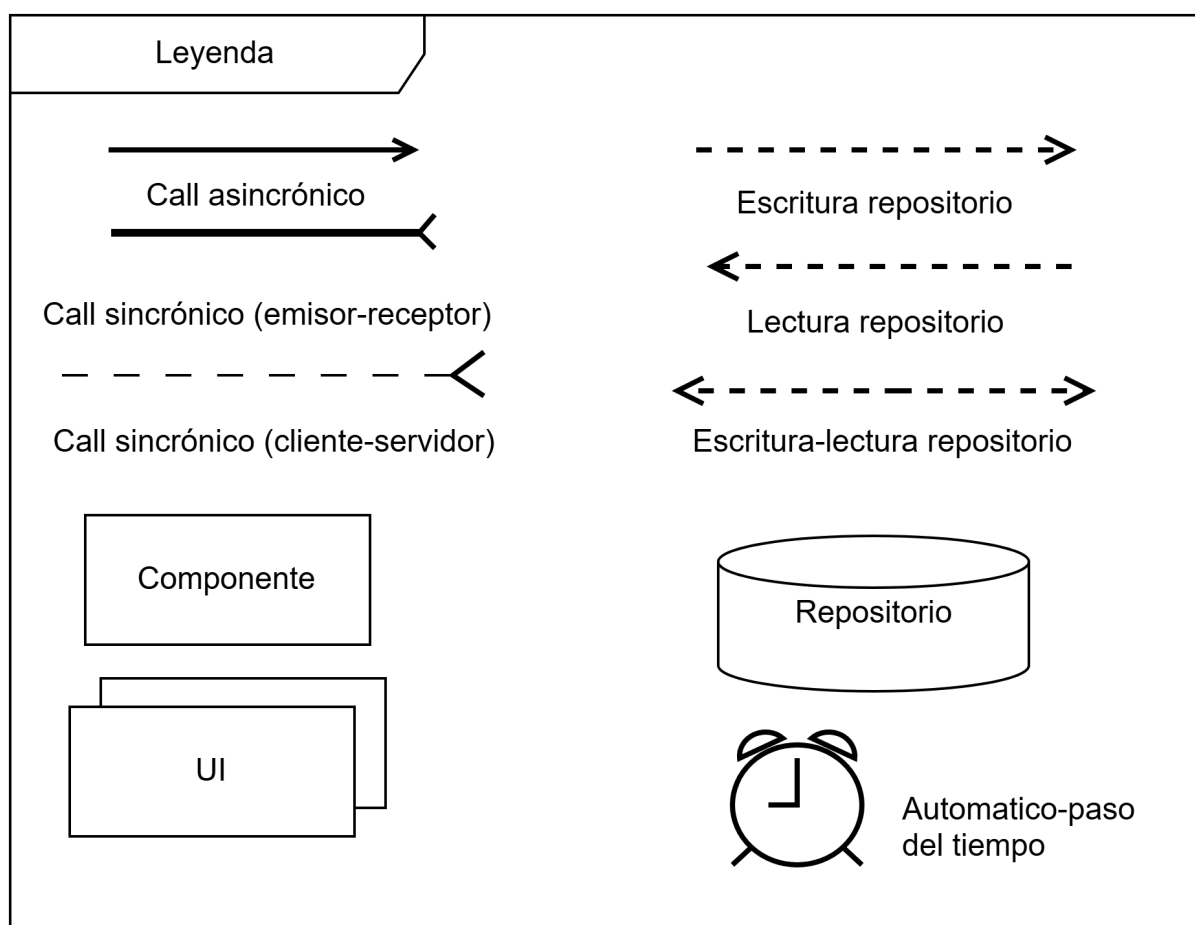 Leyenda
Call asincrónico
Call sincrónico (emisor-receptor)
Call sincrónico (cliente-servidor)
Componente
UI
Escritura repositorio
Lectura repositorio
Escritura-lectura repositorio
Repositorio
Automatico-paso
del tiempo